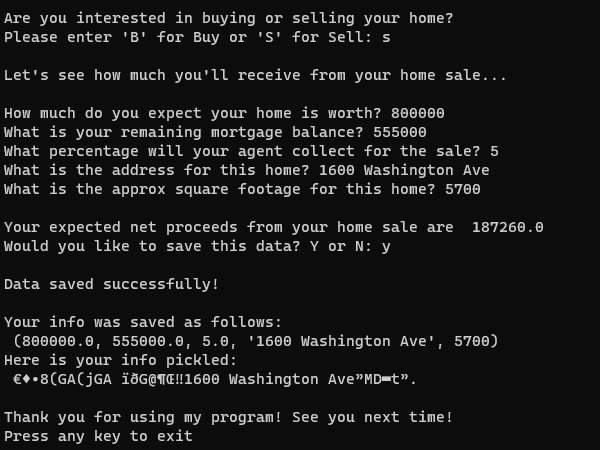 Are you interested in buying or selling your home?
Please enter 'B' for Buy or 'S' for Sell: s
Let's see how much you'll receive from your home sale...
How much do you expect your home is worth? 800000
What is your remaining mortgage balance? 555000
What percentage will your agent collect for the sale? 5
What is the address for this home? 1600 Washington Ave
What is the approx square footage for this home? 5700
Your expected net proceeds from your home sale are  187260.0
Would you like to save this data? Y or N: y
Data saved successfully!
Your info was saved as follows:
 (800000.0, 555000.0, 5.0, '1600 Washington Ave', 5700)
Here is your info pickled:
 €♦•8(GA(jGA ïðG@¶Œ‼1600 Washington Ave”MD▬t”.
Thank you for using my program! See you next time!
Press any key to exit